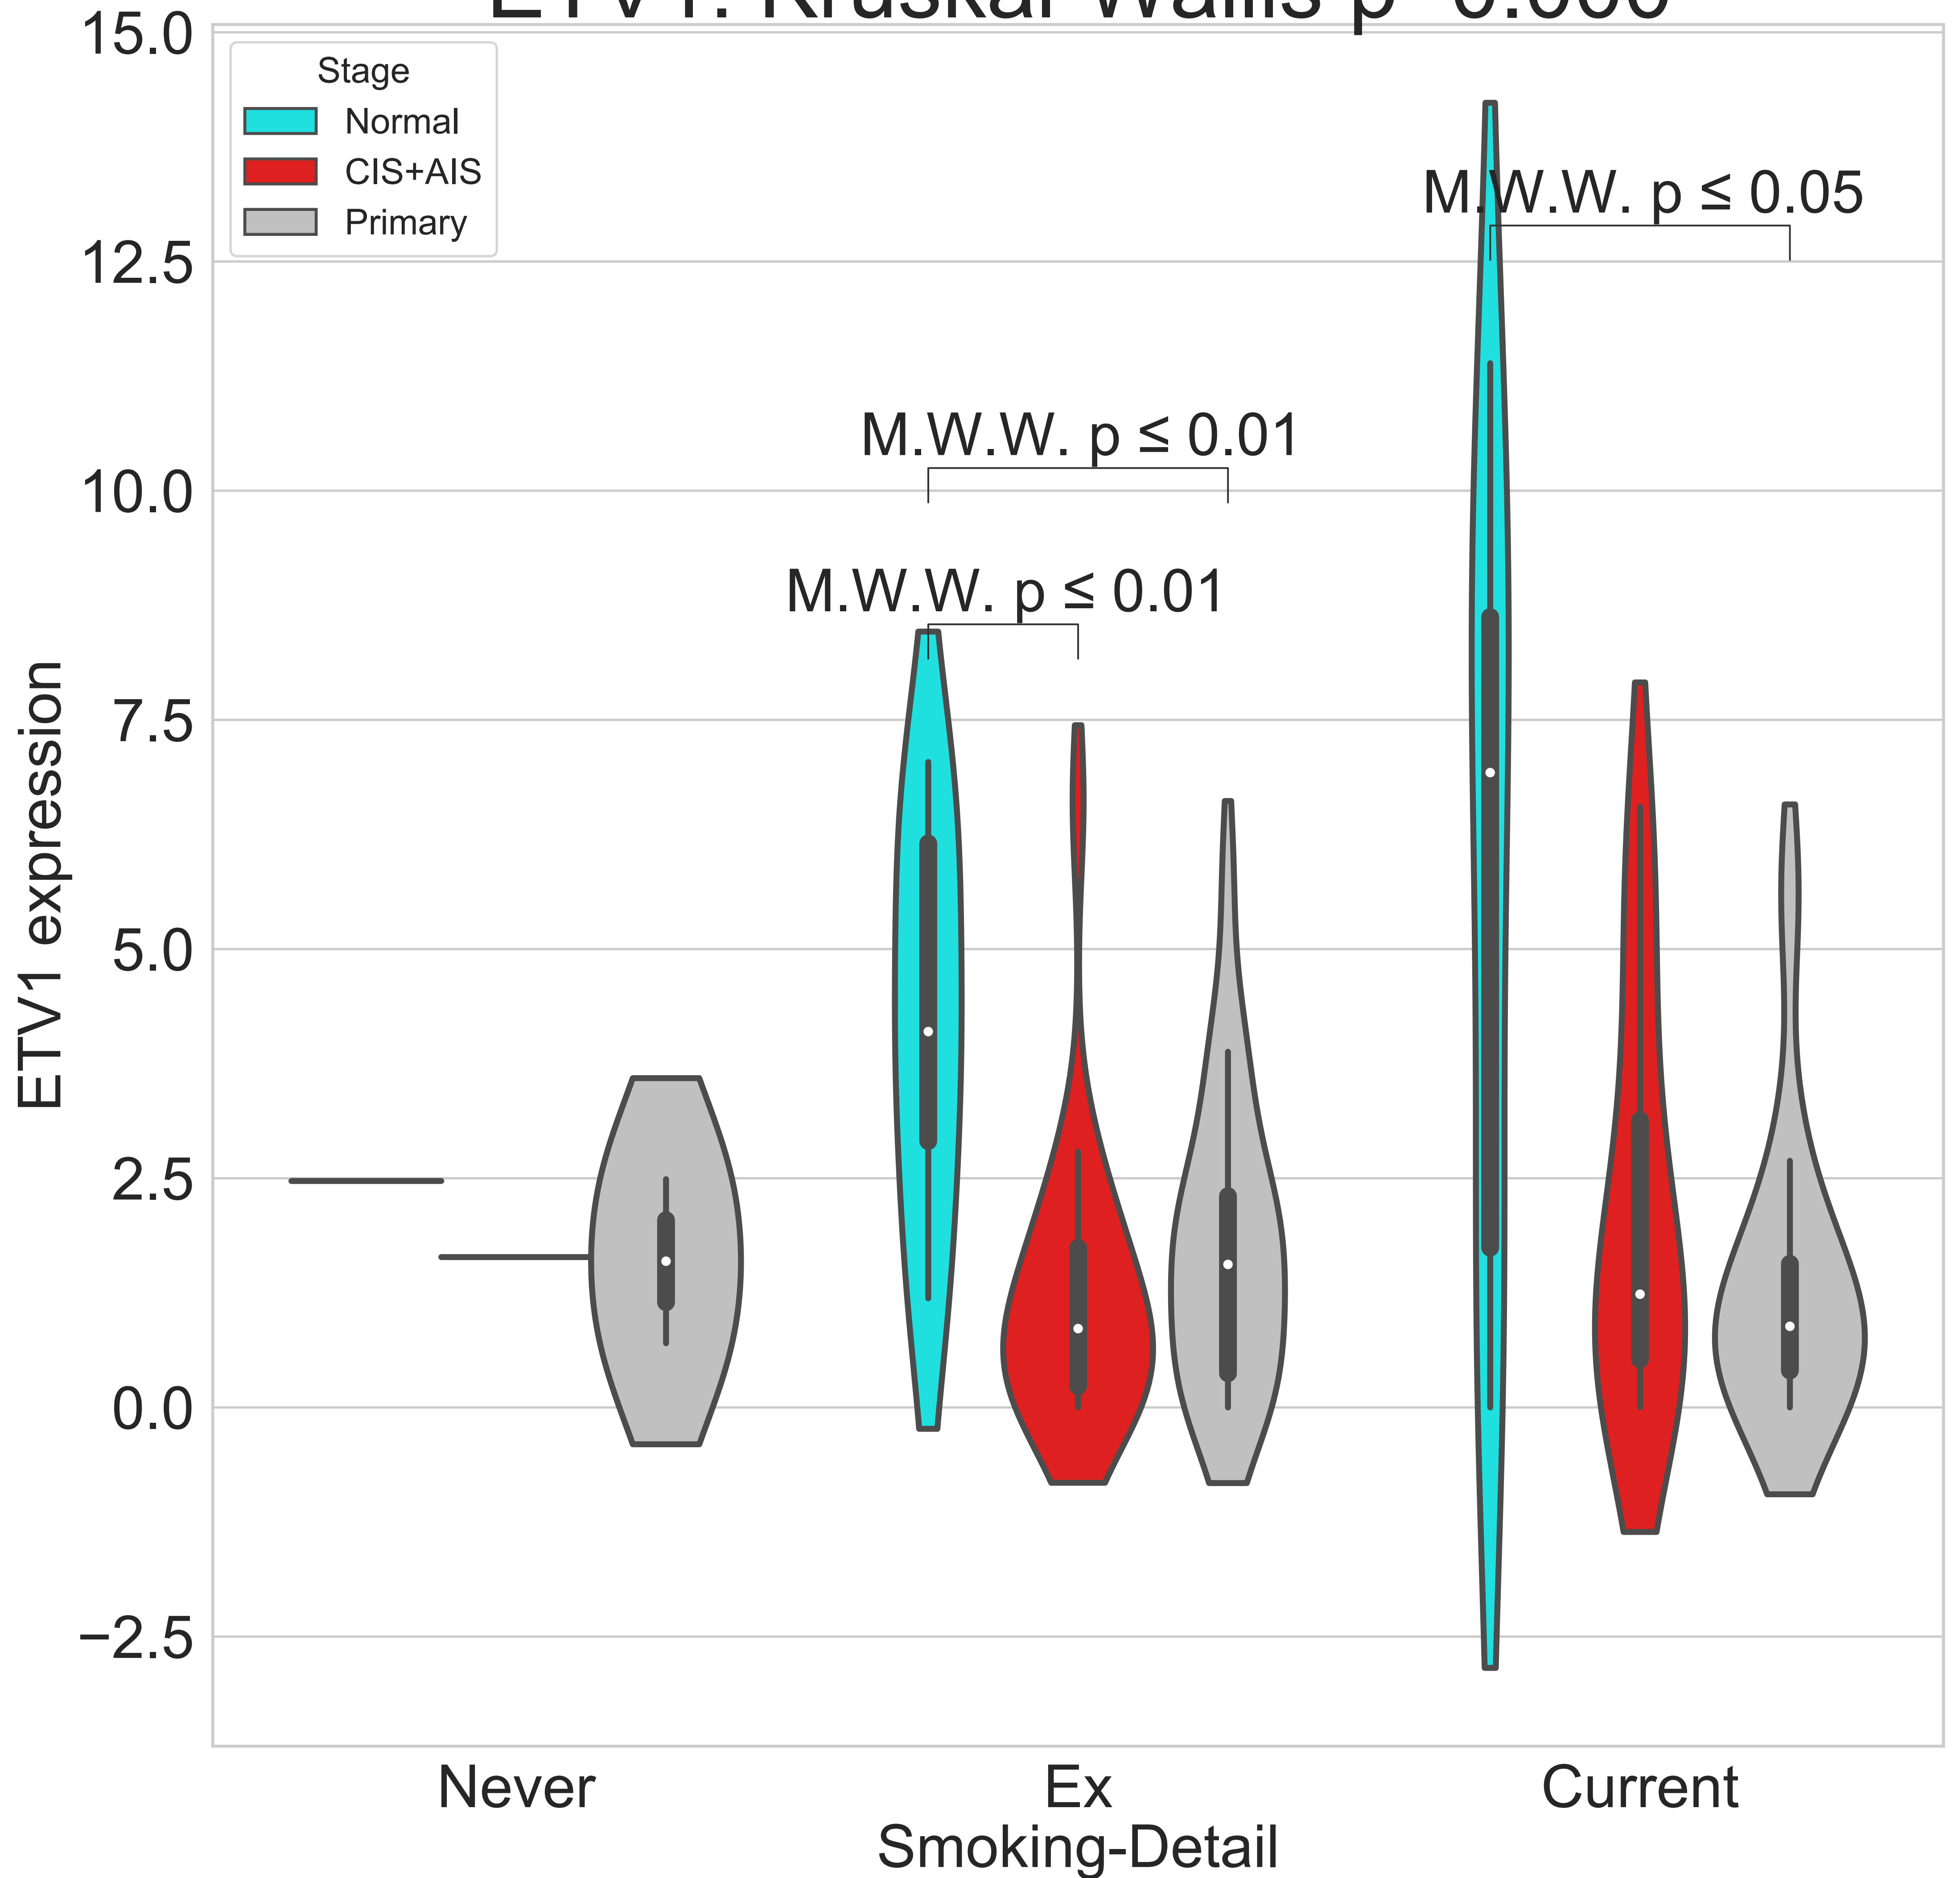 15.0
12.5
10.0
7.5
5.0
2.5
0.0
−2.5
ETV1 expression
Stage
Normal
CIS+AIS
Primary
M.W.W. p ≤ 0.05
M.W.W. p ≤ 0.01
M.W.W. p ≤ 0.01
Never
Ex
Current
Smoking-Detail